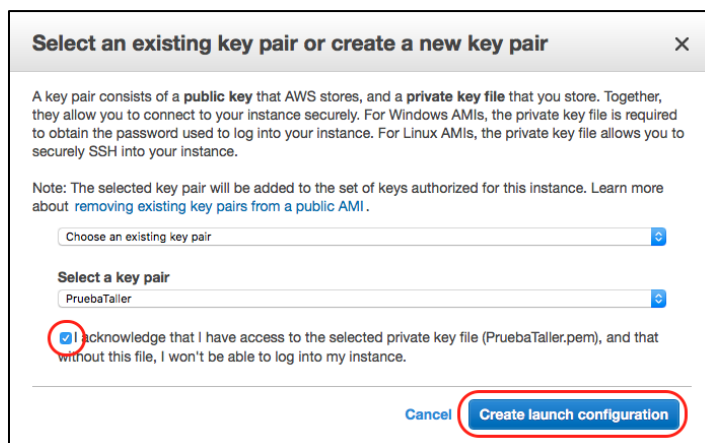 Select an existing key pair or create a new key pair
A key pair consists of a public key that AWS stores, and a private key file that you store. Together,
they allow you to connect to your instance securely. For Windows AMIs, the private key file is required
to obtain the password used to log into your instance. For Linux AMIs, the private key file allows you to
securely SSH into your instance.
Note: The selected key pair will be added to the set of keys authorized for this instance. Learn more
about removing existing key pairs from a public AMI.
Choose an existing key pair
Select a key pair
PruebaTaller
I acknowledge that I have access to the selected private key file (PruebaTaller.pem), and that
without this file, I won't be able to log into my instance.
Cancel Create launch configuration